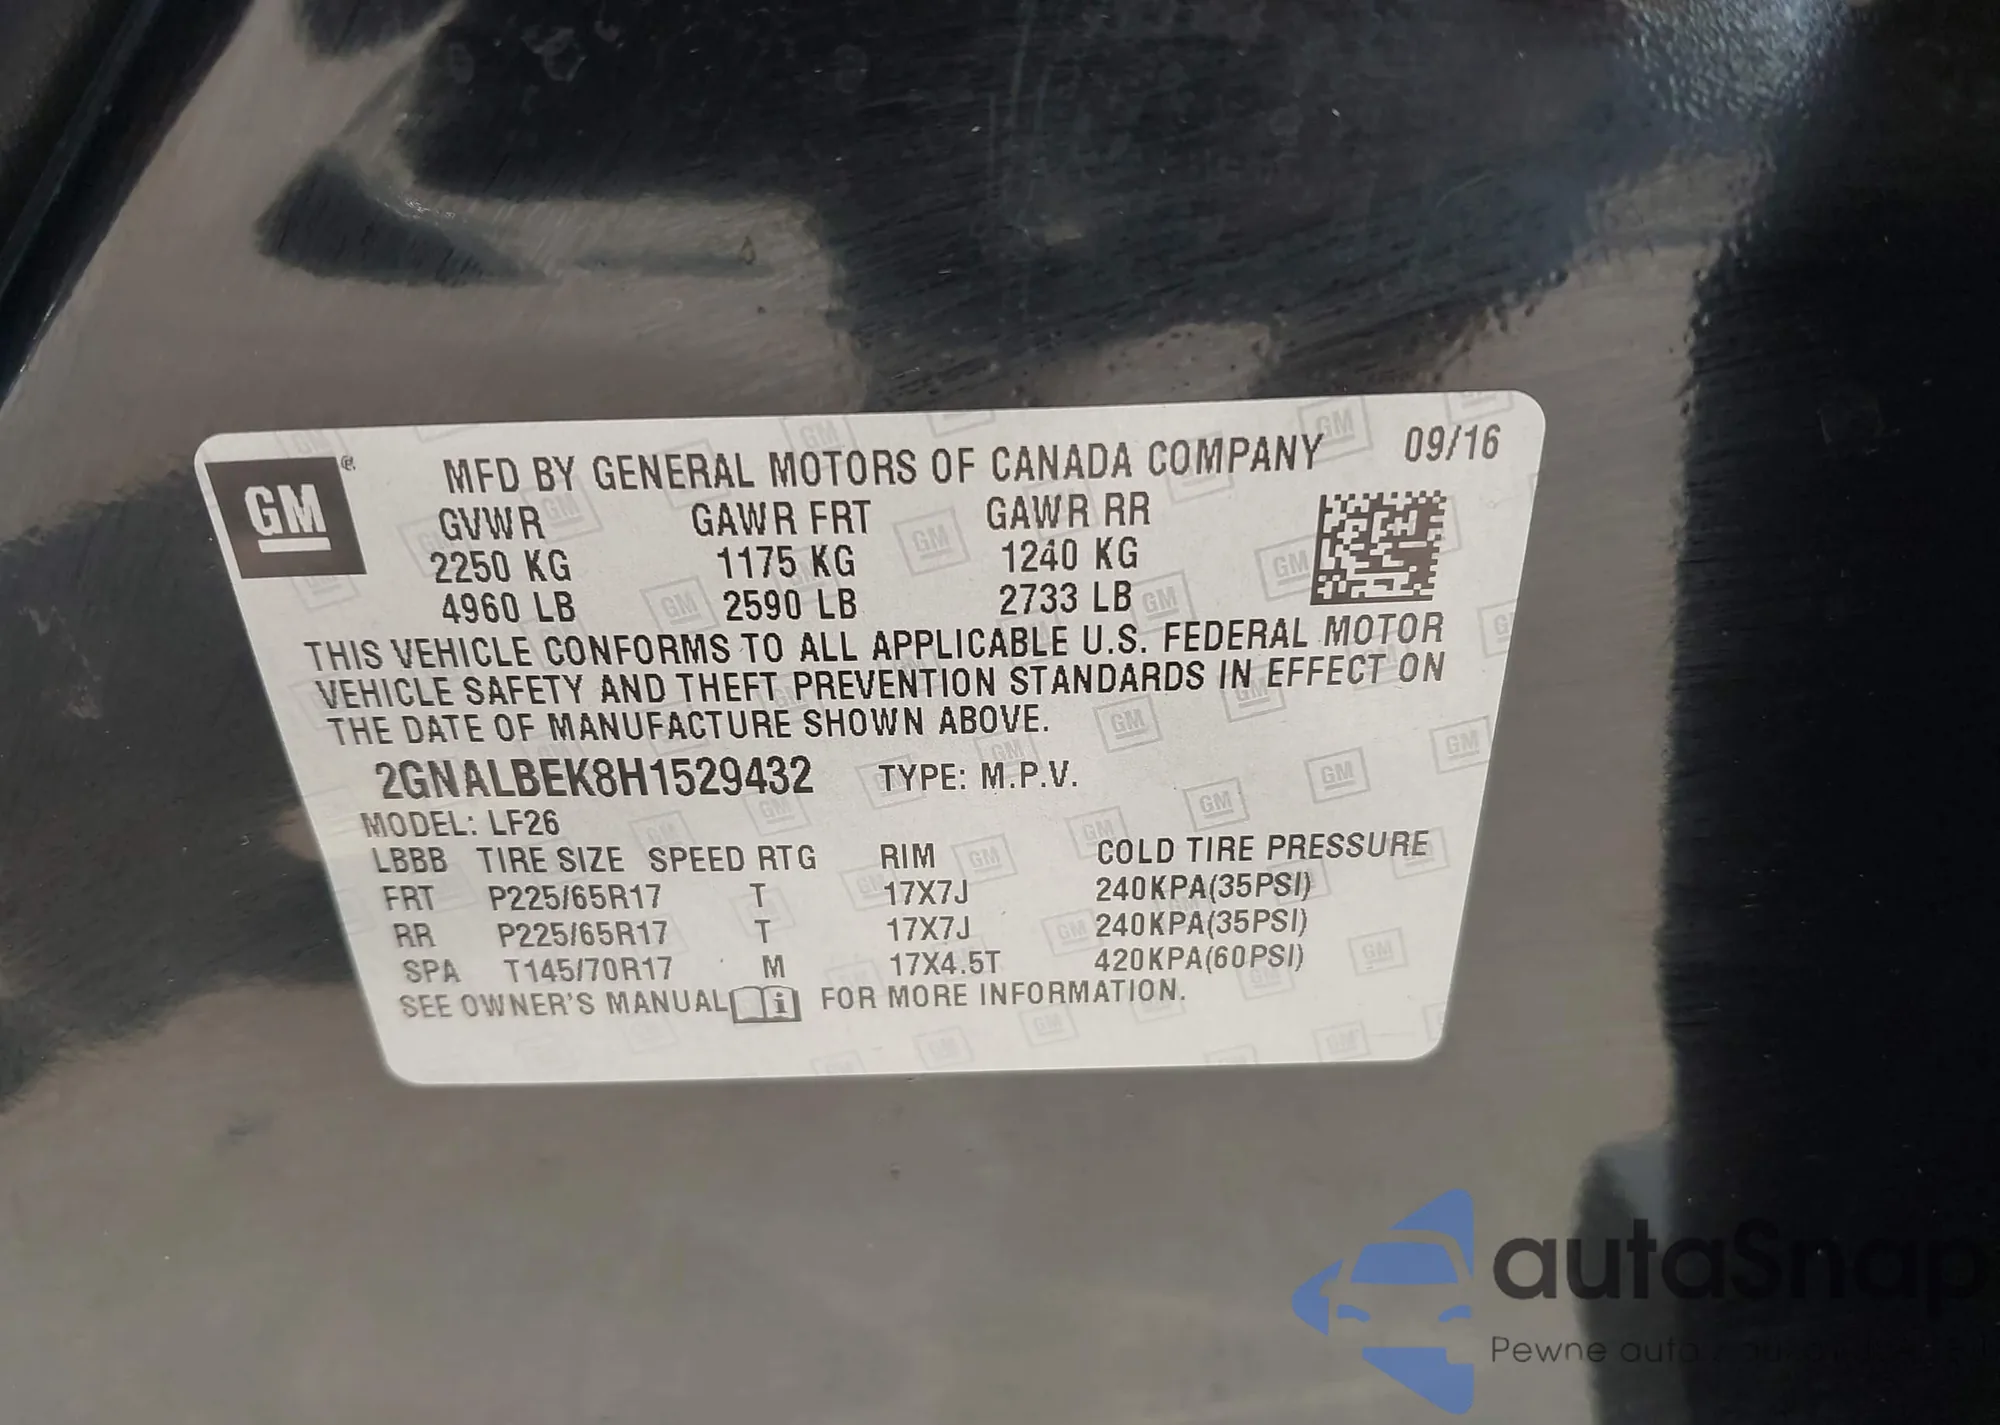 GM ®
MFD BY GENERAL MOTORS OF CANADA COMPANY 09/16
GVWR GAWR FRT GAWR RR
2250 KG 1175 KG 1240 KG
4960 LB 2590 LB 2733 LB
THIS VEHICLE CONFORMS TO ALL APPLICABLE U.S. FEDERAL MOTOR
VEHICLE SAFETY AND THEFT PREVENTION STANDARDS IN EFFECT ON
THE DATE OF MANUFACTURE SHOWN ABOVE.
2GNALBEK8H1529432 TYPE: M.P.V.
MODEL: LF26
LBBB TIRE SIZE SPEED RTG RIM COLD TIRE PRESSURE
FRT P225/65R17 T 17X7J 240KPA(35PSI)
RR P225/65R17 T 17X7J 240KPA(35PSI)
SPA T145/70R17 M 17X4.5T 420KPA(60PSI)
SEE OWNER'S MANUAL i FOR MORE INFORMATION.
autaSnap
Pewne auto